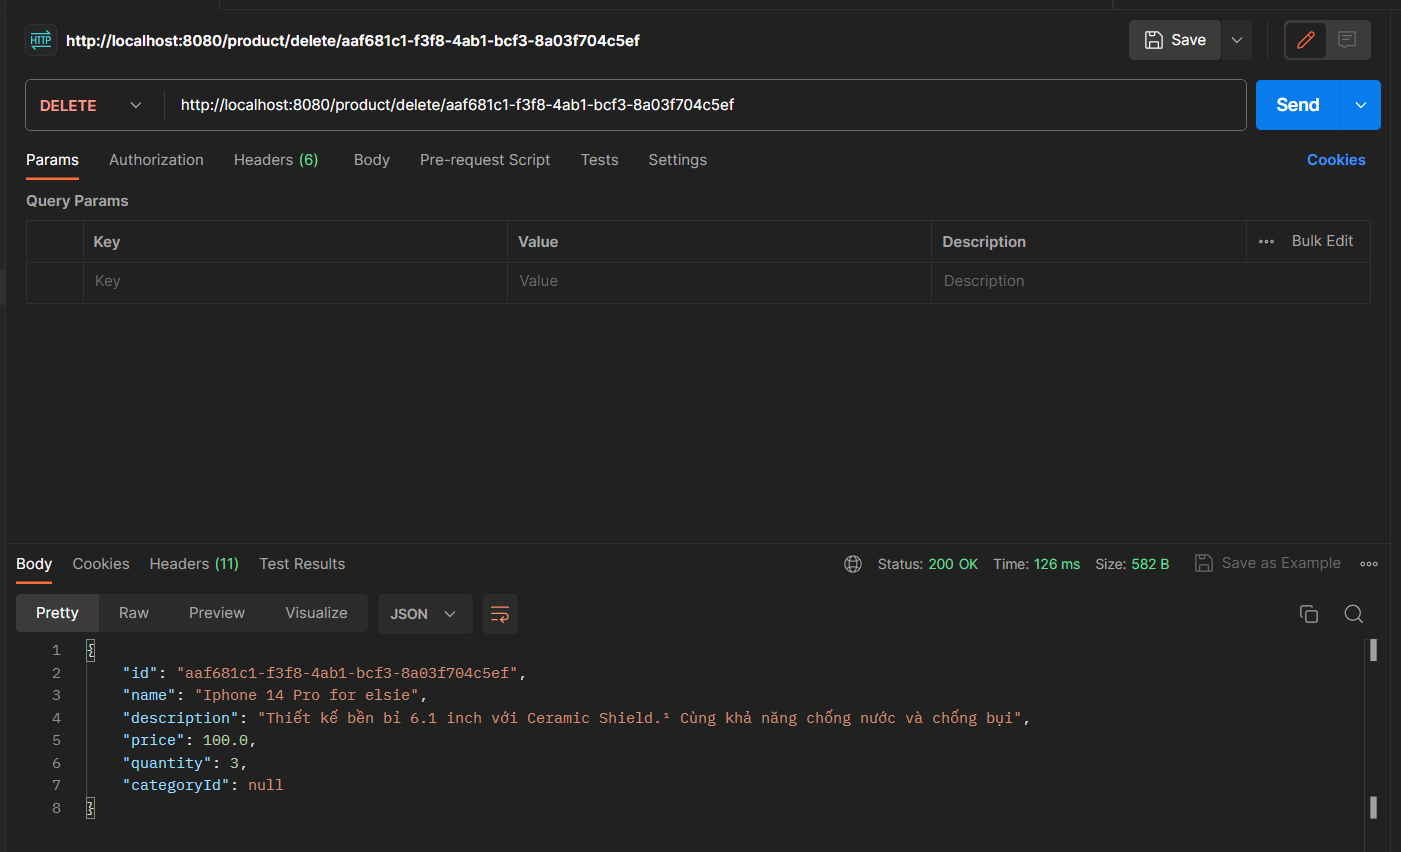 HTTP http://localhost:8080/product/delete/aaf681c1-f3f8-4ab1-bcf3-8a03f704c5ef Save
DELETE http://localhost:8080/product/delete/aaf681c1-f3f8-4ab1-bcf3-8a03f704c5ef Send
Params Authorization Headers (6) Body Pre-request Script Tests Settings Cookies
Query Params
Key Value Description Bulk Edit
Key Value Description
Body Cookies Headers (11) Test Results Status: 200 OK Time: 126 ms Size: 582 B Save as Example
Pretty Raw Preview Visualize JSON
1 {
2 "id": "aaf681c1-f3f8-4ab1-bcf3-8a03f704c5ef",
3 "name": "Iphone 14 Pro for elsie",
4 "description": "Thiết kế bền bỉ 6.1 inch với Ceramic Shield.¹ Cùng khả năng chống nước và chống bụi",
5 "price": 100.0,
6 "quantity": 3,
7 "categoryId": null
8 }